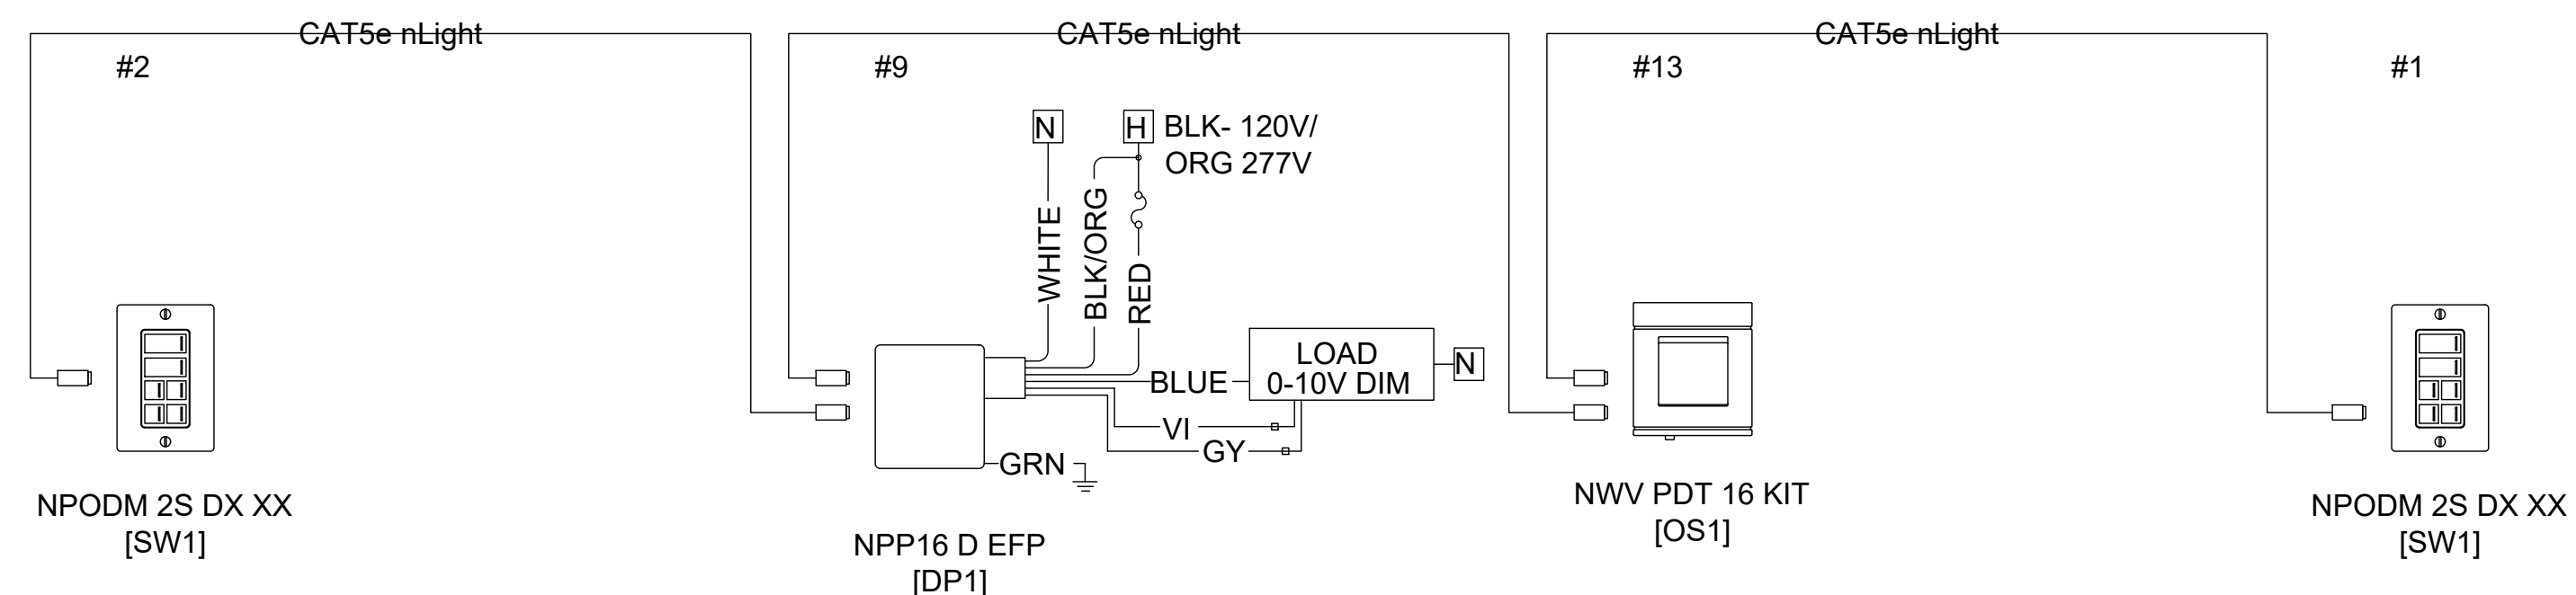 CAT5e nLight
CAT5e nLight
CAT5e nLight
#2
#9
#13
#1
N
H
BLK- 120V/
ORG 277V
WHITE
BLK/ORG
RED
LOAD
0-10V DIM
N
BLUE
VI
GY
GRN
NPODM 2S DX XX
[SW1]
NPP16 D EFP
[DP1]
NWV PDT 16 KIT
[OS1]
NPODM 2S DX XX
[SW1]